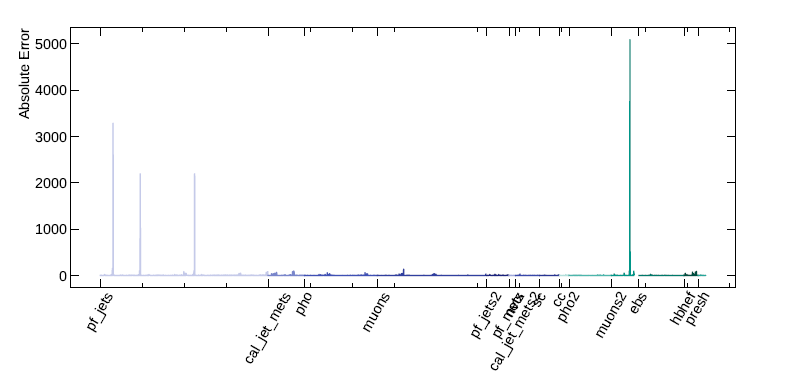 Absolute Error
5000
4000
3000
2000
1000
0
pf_jets
cal_jet_mets
pho
muons
pf_jets2
cal_jet_mets2
sc
cc
pho2
muons2
ebs
hbhef
presh